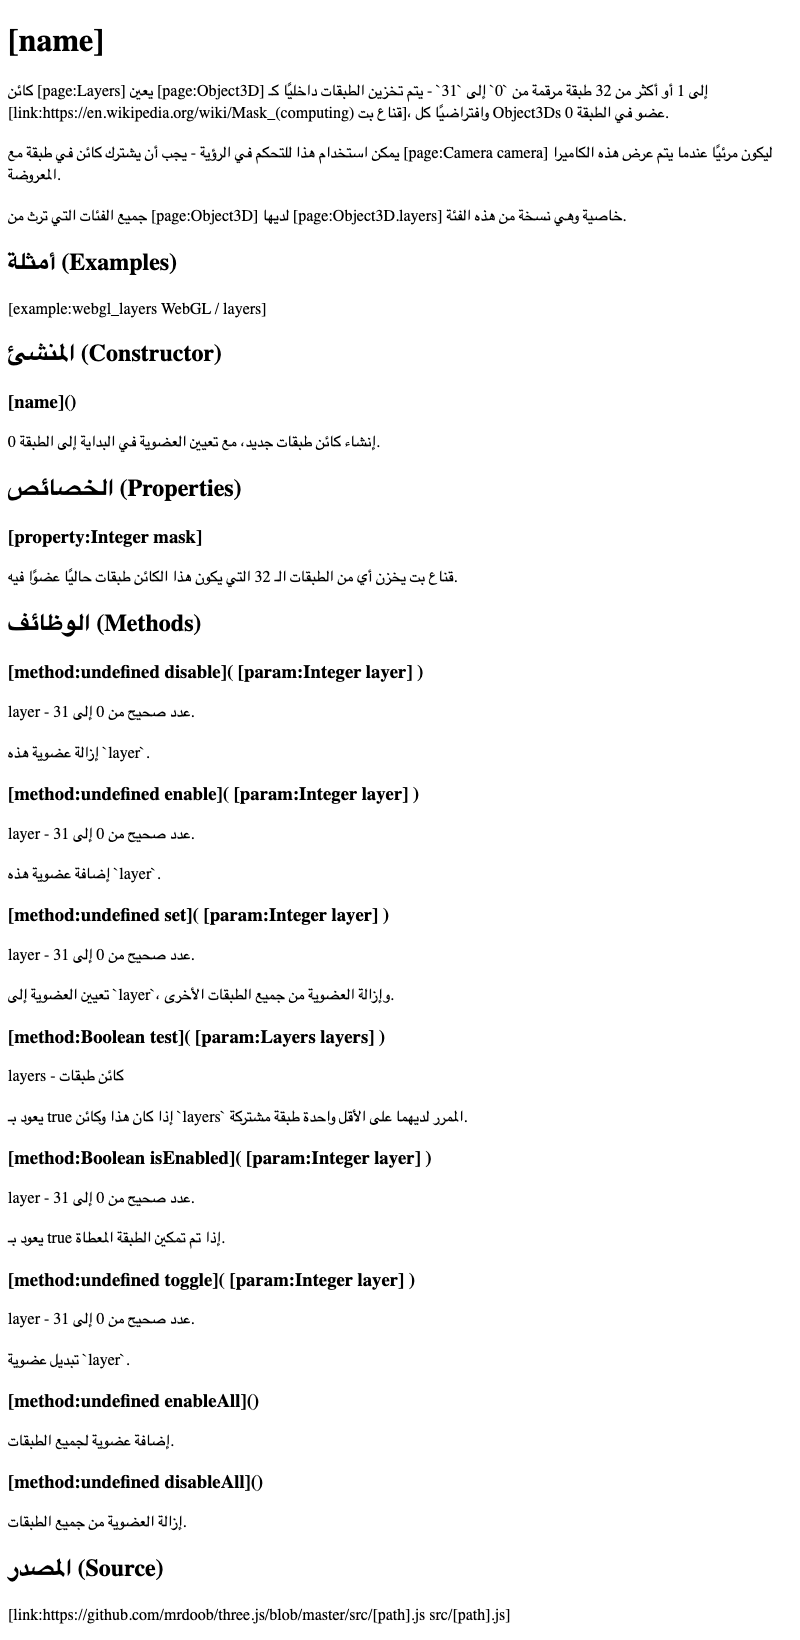 [name]
كائن [page:Layers] يعين [page:Object3D] إلى 1 أو أكثر من 32 طبقة مرقمة من `0` إلى `31` - يتم تخزين الطبقات داخليًا كـ
[link:https://en.wikipedia.org/wiki/Mask_(computing) قناع بت]، وافتراضيًا كل Object3Ds عضو في الطبقة 0.
يمكن استخدام هذا للتحكم في الرؤية - يجب أن يشترك كائن في طبقة مع [page:Camera camera] ليكون مرئيًا عندما يتم عرض هذه الكاميرا
المعروضة.
جميع الفئات التي ترث من [page:Object3D] لديها [page:Object3D.layers] خاصية وهي نسخة من هذه الفئة.
أمثلة (Examples)
[example:webgl_layers WebGL / layers]
المنشئ (Constructor)
[name]()
إنشاء كائن طبقات جديد، مع تعيين العضوية في البداية إلى الطبقة 0.
الخصائص (Properties)
[property:Integer mask]
قناع بت يخزن أي من الطبقات الـ 32 التي يكون هذا الكائن طبقات حاليًا عضوًا فيه.
الوظائف (Methods)
[method:undefined disable]( [param:Integer layer] )
layer - عدد صحيح من 0 إلى 31.
إزالة عضوية هذه `layer`.
[method:undefined enable]( [param:Integer layer] )
layer - عدد صحيح من 0 إلى 31.
إضافة عضوية هذه `layer`.
[method:undefined set]( [param:Integer layer] )
layer - عدد صحيح من 0 إلى 31.
تعيين العضوية إلى `layer`، وإزالة العضوية من جميع الطبقات الأخرى.
[method:Boolean test]( [param:Layers layers] )
layers - كائن طبقات
يعود بـ true إذا كان هذا وكائن `layers` المرر لديهما على الأقل واحدة طبقة مشتركة.
[method:Boolean isEnabled]( [param:Integer layer] )
layer - عدد صحيح من 0 إلى 31.
يعود بـ true إذا تم تمكين الطبقة المعطاة.
[method:undefined toggle]( [param:Integer layer] )
layer - عدد صحيح من 0 إلى 31.
تبديل عضوية `layer`.
[method:undefined enableAll]()
إضافة عضوية لجميع الطبقات.
[method:undefined disableAll]()
إزالة العضوية من جميع الطبقات.
المصدر (Source)
[link:https://github.com/mrdoob/three.js/blob/master/src/[path].js src/[path].js]